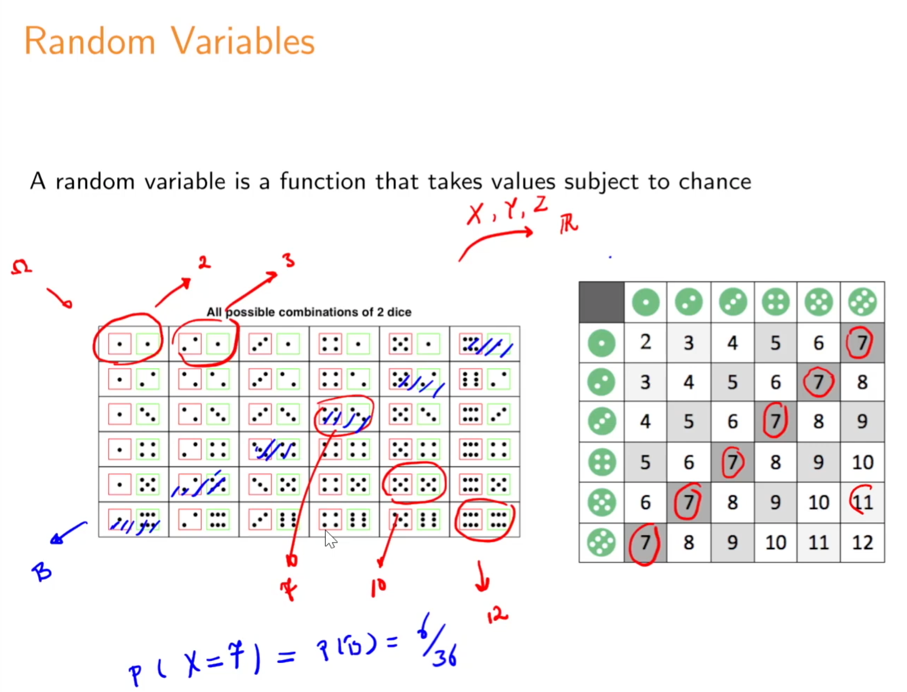 Random Variables
A random variable is a function that takes values subject to chance
X, Y, Z
ℝ
Ω
2
3
All possible combinations of 2 dice
2 3 4 5 6 7
3 4 5 6 7 8
4 5 6 7 8 9
5 6 7 8 9 10
6 7 8 9 10 11
7 8 9 10 11 12
B
7
10
12
P ( X = 7 ) = P(B) = 6/36